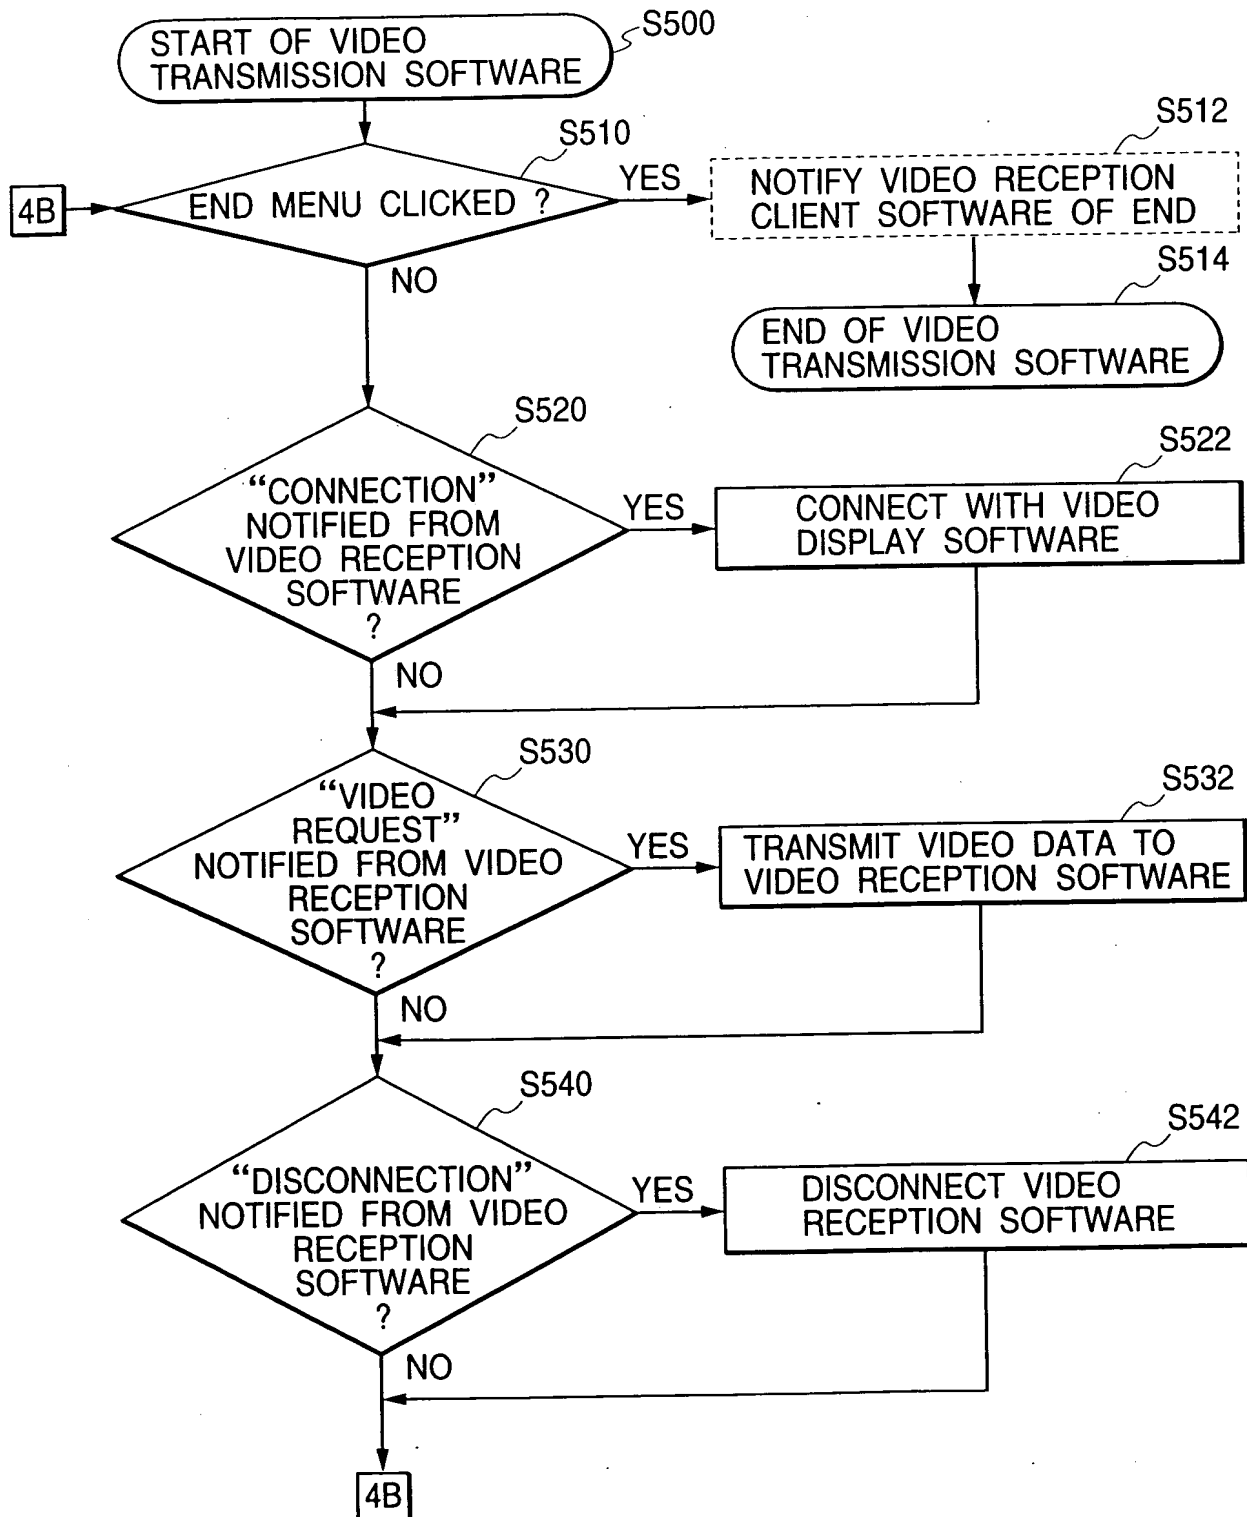 START OF VIDEO
TRANSMISSION SOFTWARE
S500
S510
4B
END MENU CLICKED ?
YES
NO
S512
NOTIFY VIDEO RECEPTION
CLIENT SOFTWARE OF END
S514
END OF VIDEO
TRANSMISSION SOFTWARE
S520
“CONNECTION”
NOTIFIED FROM
VIDEO RECEPTION
SOFTWARE
?
YES
NO
S522
CONNECT WITH VIDEO
DISPLAY SOFTWARE
S530
“VIDEO
REQUEST”
NOTIFIED FROM VIDEO
RECEPTION
SOFTWARE
?
YES
NO
S532
TRANSMIT VIDEO DATA TO
VIDEO RECEPTION SOFTWARE
S540
“DISCONNECTION”
NOTIFIED FROM VIDEO
RECEPTION
SOFTWARE
?
YES
NO
S542
DISCONNECT VIDEO
RECEPTION SOFTWARE
4B